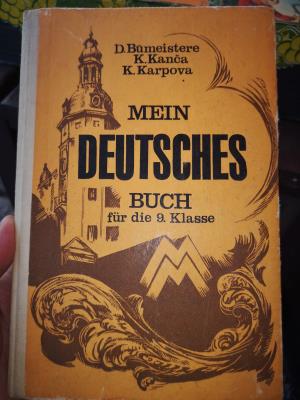 D. Būmeistere
K. Kanča
K. Karpova
MEIN
DEUTSCHES
BUCH
für die 9. Klasse